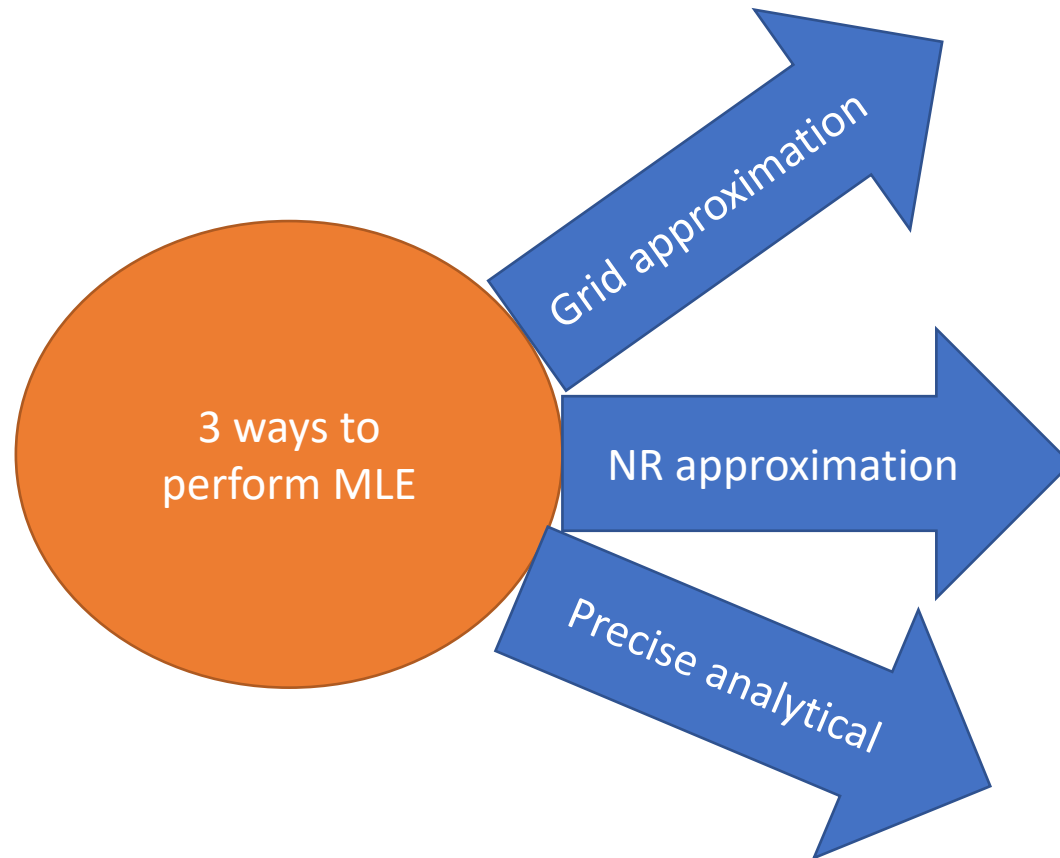 3 ways to
perform MLE
Grid approximation
NR approximation
Precise analytical